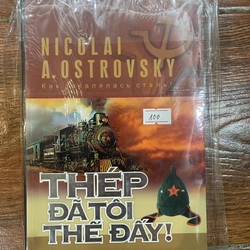 NICOLAI
A.OSTROVSKY
Как закалялась сталь
100
THÉP
ĐÃ TÔI
THẾ ĐẤY!